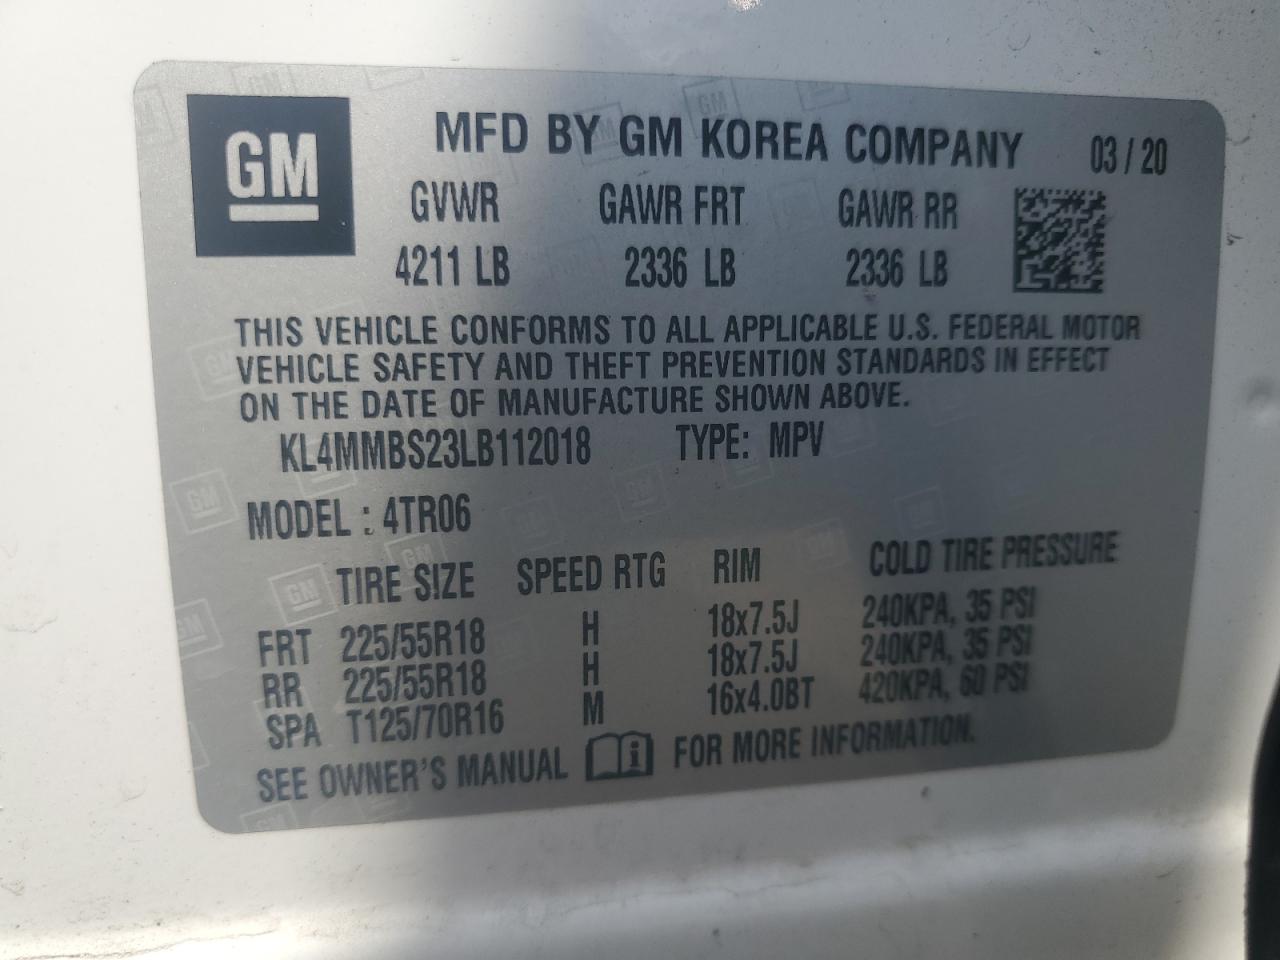 GM
MFD BY GM KOREA COMPANY 03 / 20
GVWR GAWR FRT GAWR RR
4211 LB 2336 LB 2336 LB
THIS VEHICLE CONFORMS TO ALL APPLICABLE U.S. FEDERAL MOTOR
VEHICLE SAFETY AND THEFT PREVENTION STANDARDS IN EFFECT
ON THE DATE OF MANUFACTURE SHOWN ABOVE.
KL4MMBS23LB112018 TYPE: MPV
MODEL : 4TR06
TIRE SIZE SPEED RTG RIM COLD TIRE PRESSURE
FRT 225/55R18 H 18x7.5J 240KPA, 35 PSI
RR 225/55R18 H 18x7.5J 240KPA, 35 PSI
SPA T125/70R16 M 16x4.0BT 420KPA, 60 PSI
SEE OWNER'S MANUAL i FOR MORE INFORMATION.